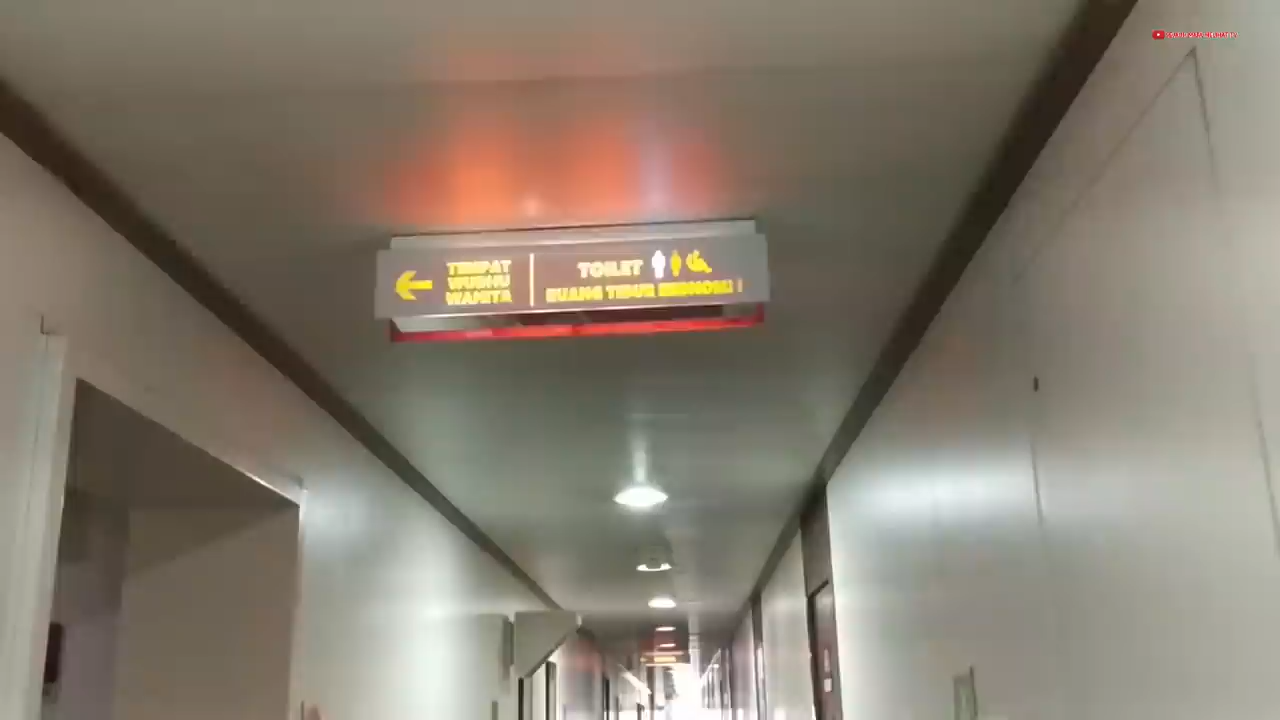 TEMPAT
WUDHU
WANITA
TOILET
RUANG TIDUR EKONOMI